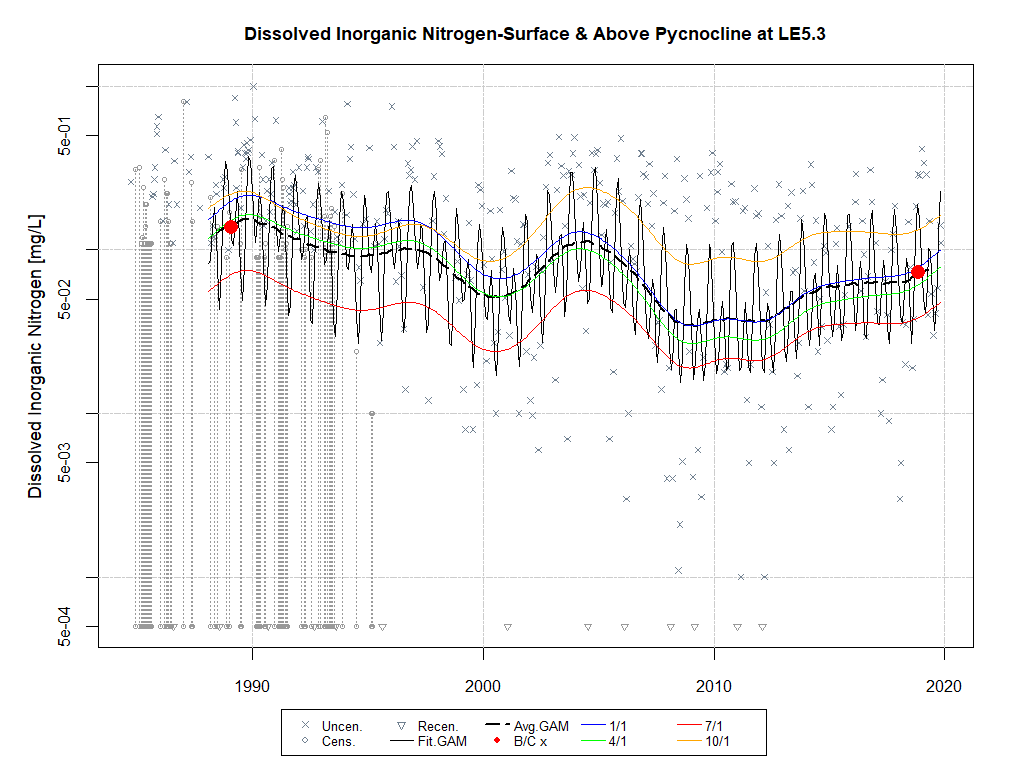 Dissolved Inorganic Nitrogen-Surface & Above Pycnocline at LE5.3
Dissolved Inorganic Nitrogen [mg/L]
5e-01
5e-02
5e-03
5e-04
1990 2000 2010 2020
Uncen. Recen. Avg.GAM 1/1 7/1
Cens. Fit.GAM B/C x 4/1 10/1